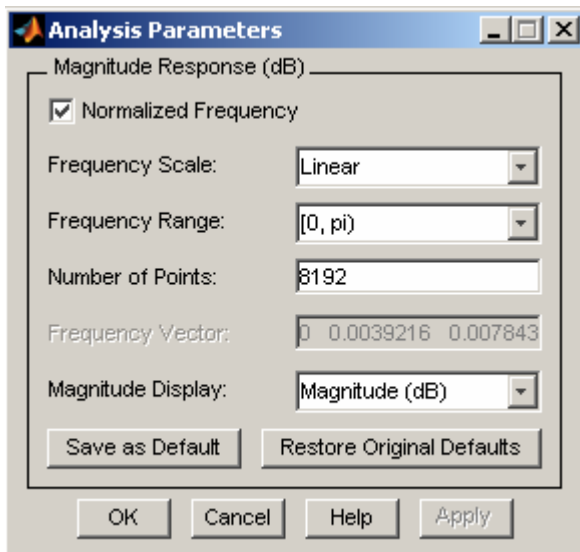 Analysis Parameters
Magnitude Response (dB)
Normalized Frequency
Frequency Scale: Linear
Frequency Range: [0, pi)
Number of Points: 8192
Frequency Vector: 0 0.0039216 0.007843
Magnitude Display: Magnitude (dB)
Save as Default Restore Original Defaults
OK Cancel Help Apply